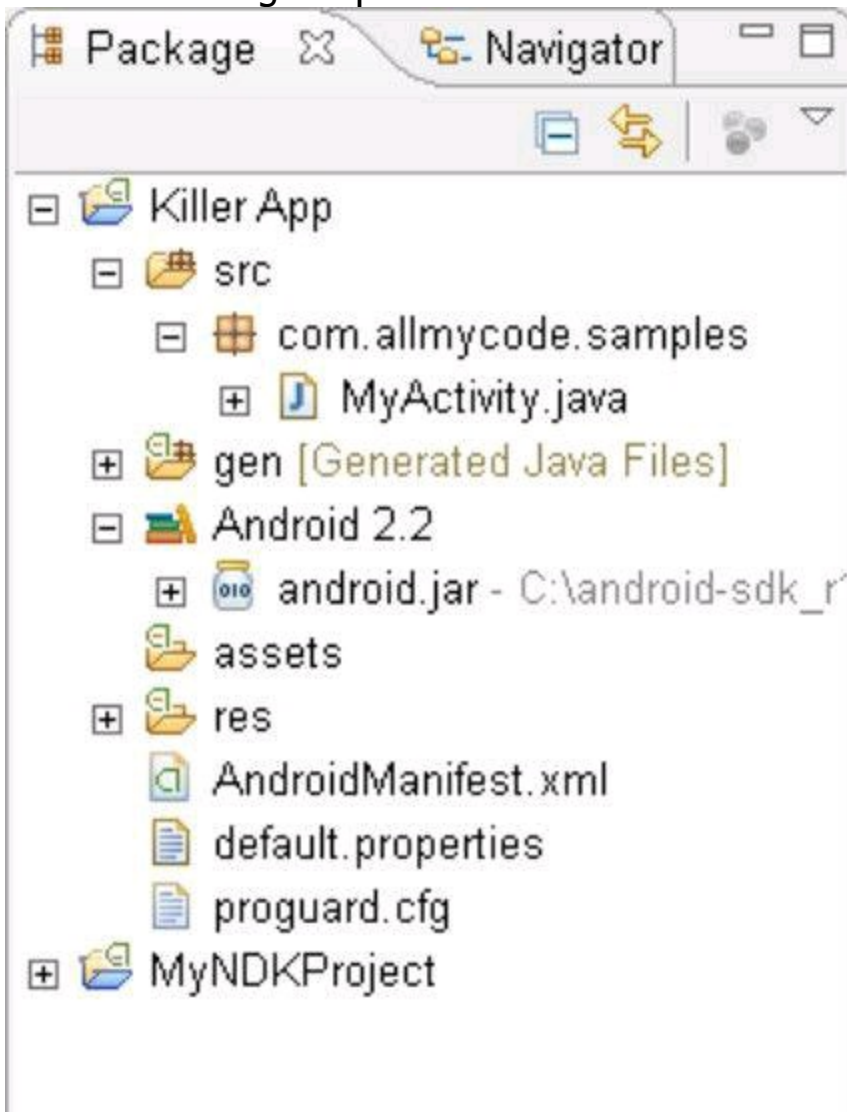 Package Navigator
Killer App
src
com.allmycode.samples
MyActivity.java
gen [Generated Java Files]
Android 2.2
android.jar - C:\android-sdk_r
assets
res
AndroidManifest.xml
default.properties
proguard.cfg
MyNDKProject